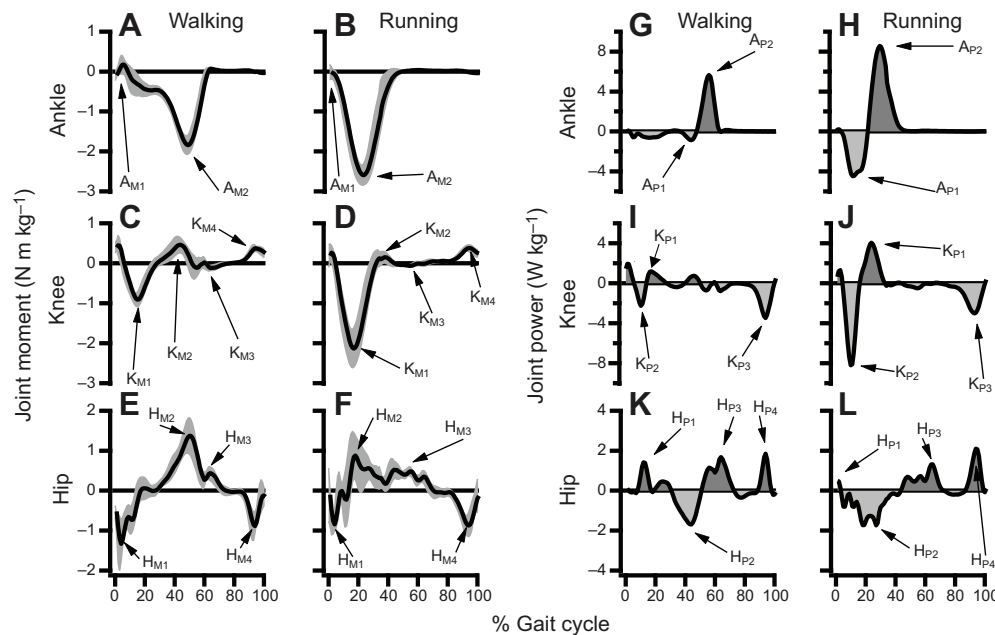 Walking
Running
Walking
Running
A
B
G
H
1
0
–1
–2
–3
Ankle
A_M1
A_M2
A_M1
A_M2
8
4
0
–4
Ankle
A_P2
A_P1
A_P2
A_P1
Joint moment (N m kg⁻¹)
Joint power (W kg⁻¹)
C
D
I
J
1
0
–1
–2
–3
Knee
K_M4
K_M1
K_M2
K_M3
K_M2
K_M3
K_M4
K_M1
4
0
–4
–8
Knee
K_P1
K_P2
K_P3
K_P1
K_P2
K_P3
E
F
K
L
2
1
0
–1
–2
Hip
H_M2
H_M3
H_M1
H_M4
H_M2
H_M3
H_M1
H_M4
4
0
–4
Hip
H_P1
H_P3
H_P4
H_P2
H_P1
H_P3
H_P2
H_P4
0 20 40 60 80 100
0 20 40 60 80 100
0 20 40 60 80 100
0 20 40 60 80 100
% Gait cycle